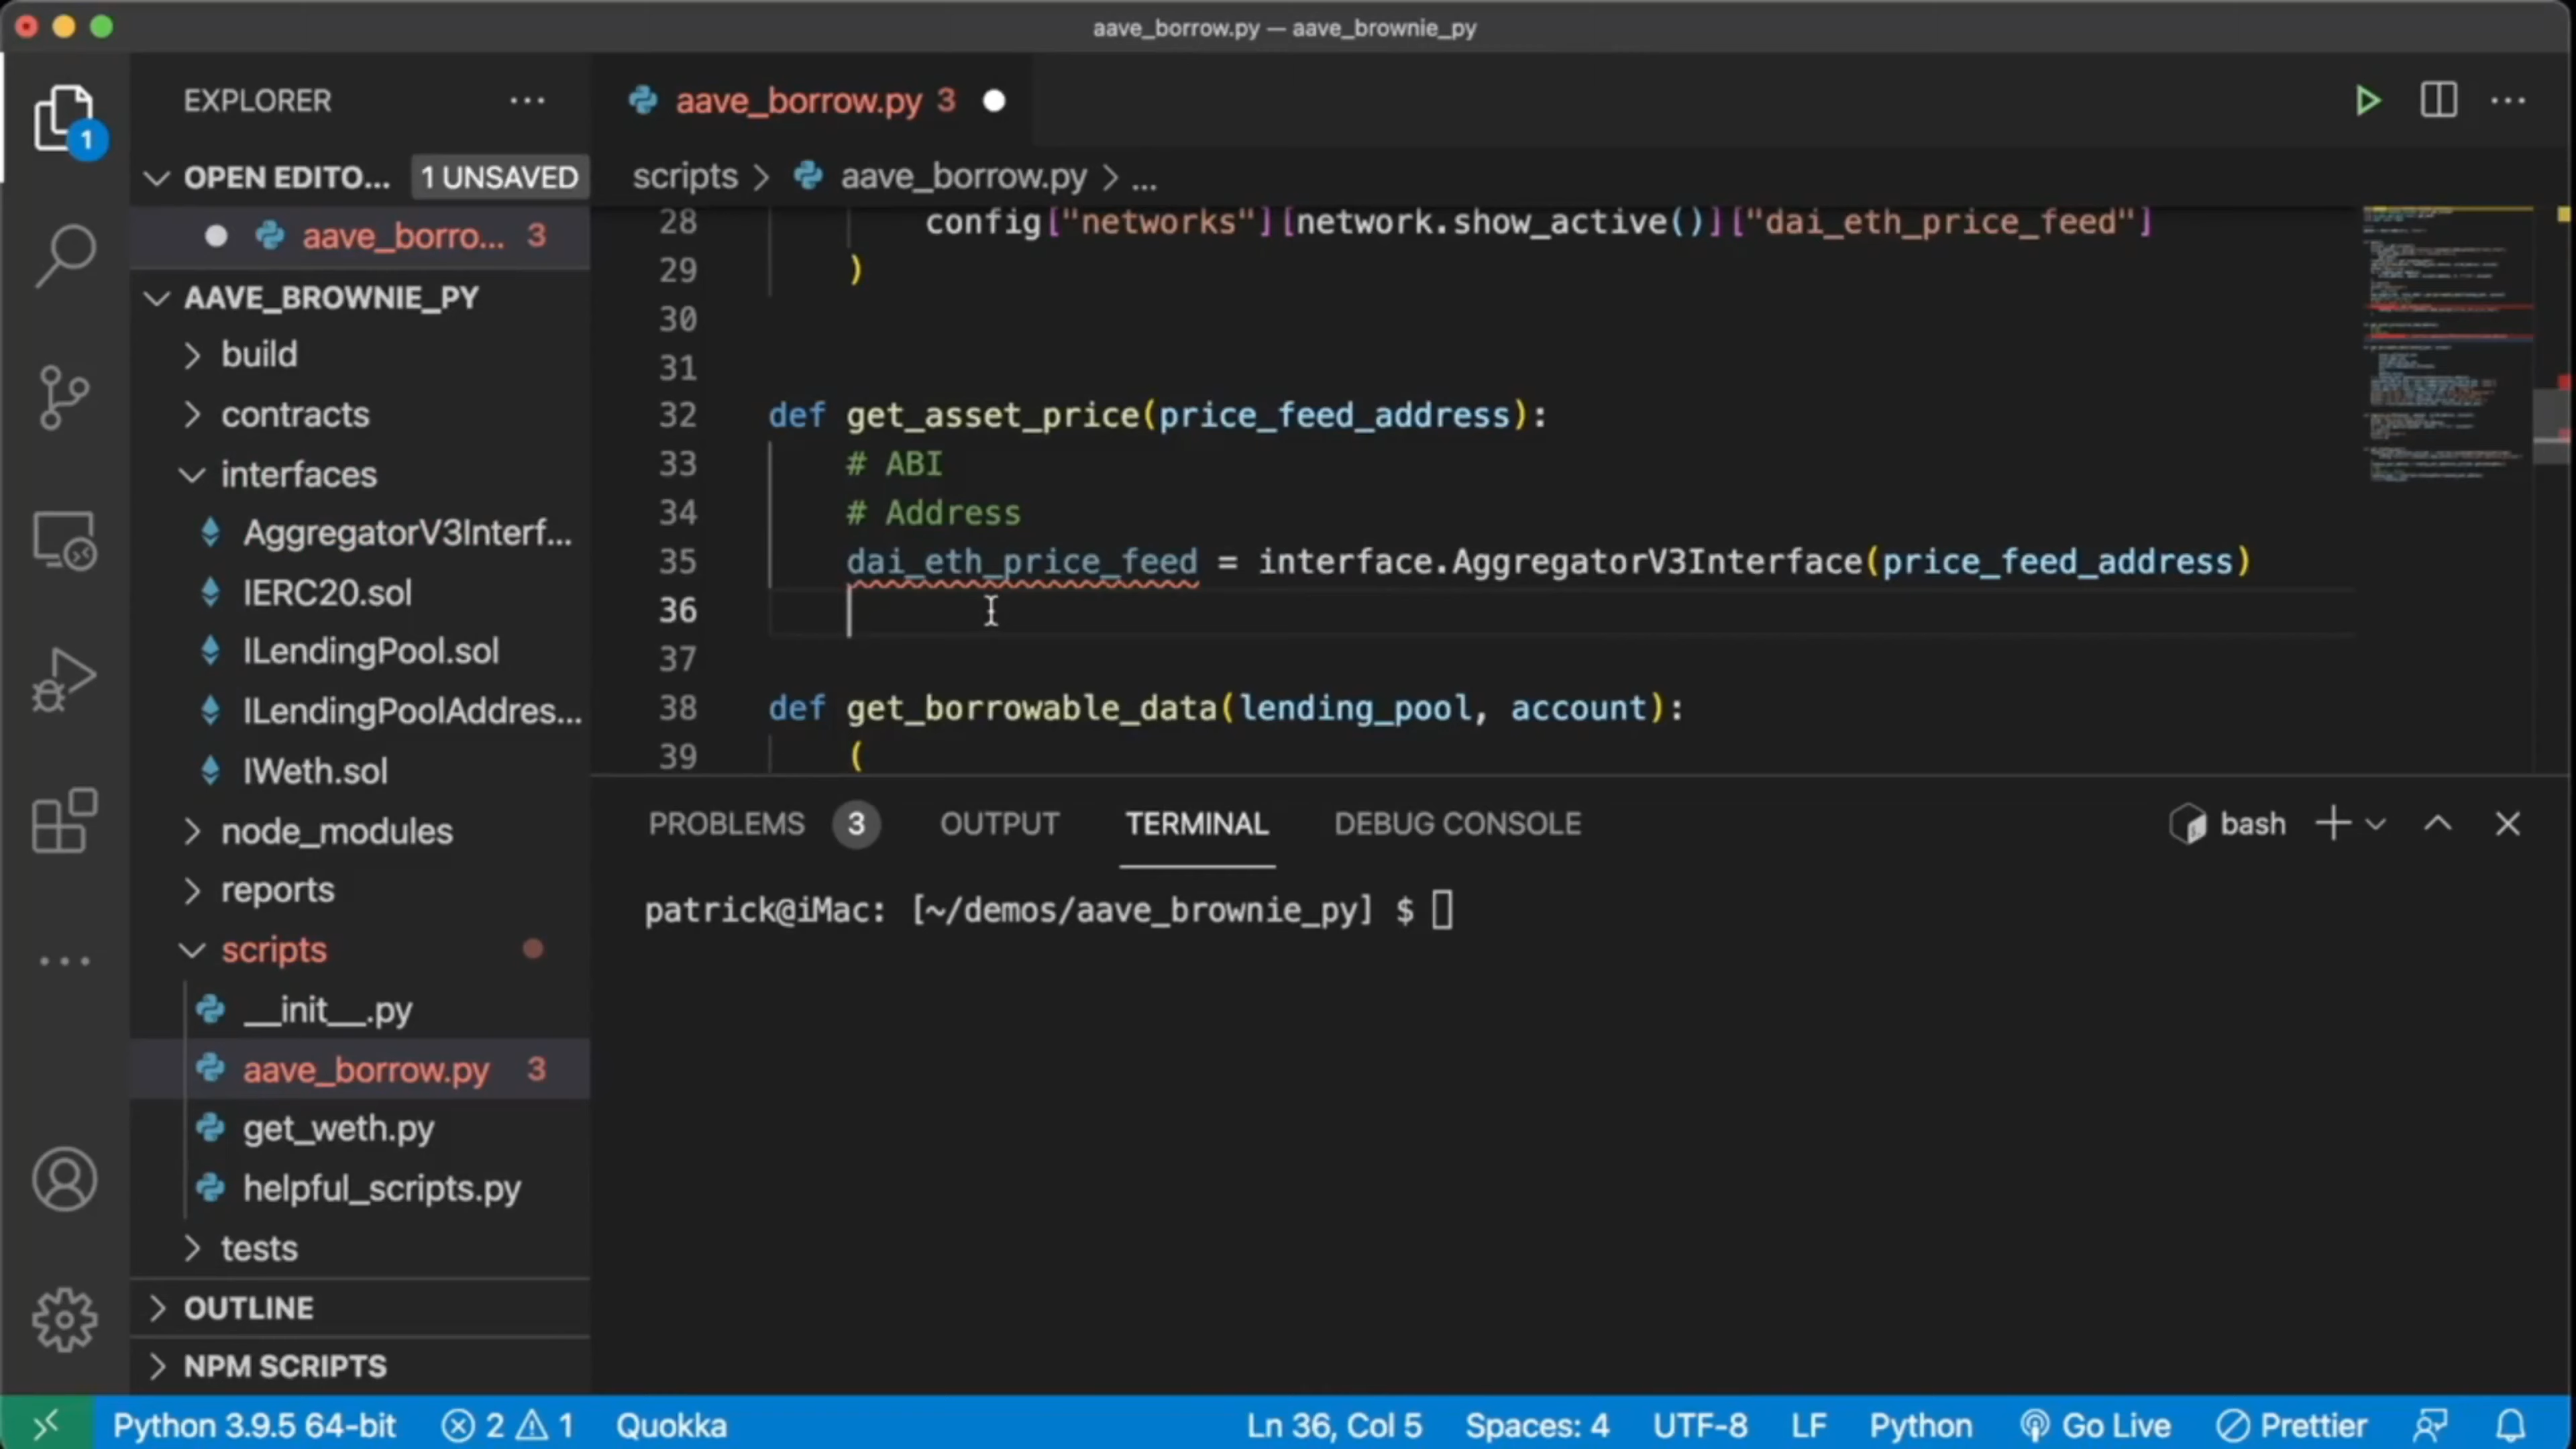 aave_borrow.py — aave_brownie_py
EXPLORER
aave_borrow.py 3
OPEN EDITO... 1 UNSAVED
scripts > aave_borrow.py > ...
aave_borro... 3
AAVE_BROWNIE_PY
build
contracts
interfaces
AggregatorV3Interf...
IERC20.sol
ILendingPool.sol
ILendingPoolAddres...
IWeth.sol
node_modules
reports
scripts
__init__.py
aave_borrow.py 3
get_weth.py
helpful_scripts.py
tests
OUTLINE
NPM SCRIPTS
1
28 config["networks"][network.show_active()]["dai_eth_price_feed"]
29 )
30
31
32 def get_asset_price(price_feed_address):
33 # ABI
34 # Address
35 dai_eth_price_feed = interface.AggregatorV3Interface(price_feed_address)
36
37
38 def get_borrowable_data(lending_pool, account):
39 (
PROBLEMS 3 OUTPUT TERMINAL DEBUG CONSOLE bash
patrick@iMac: [~/demos/aave_brownie_py] $
Python 3.9.5 64-bit 2 1 Quokka Ln 36, Col 5 Spaces: 4 UTF-8 LF Python Go Live Prettier